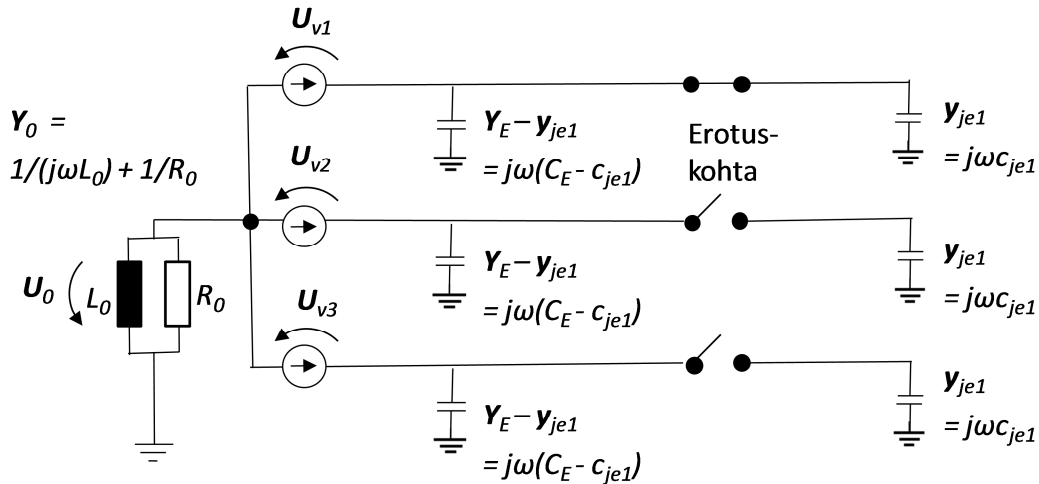 U_v1
Y_0 =
1/(jωL_0) + 1/R_0
Y_E – y_je1
= jω(C_E - c_je1)
y_je1
= jωc_je1
Erotus-
kohta
U_v2
Y_E – y_je1
= jω(C_E - c_je1)
y_je1
= jωc_je1
U_0
L_0
R_0
U_v3
Y_E – y_je1
= jω(C_E - c_je1)
y_je1
= jωc_je1